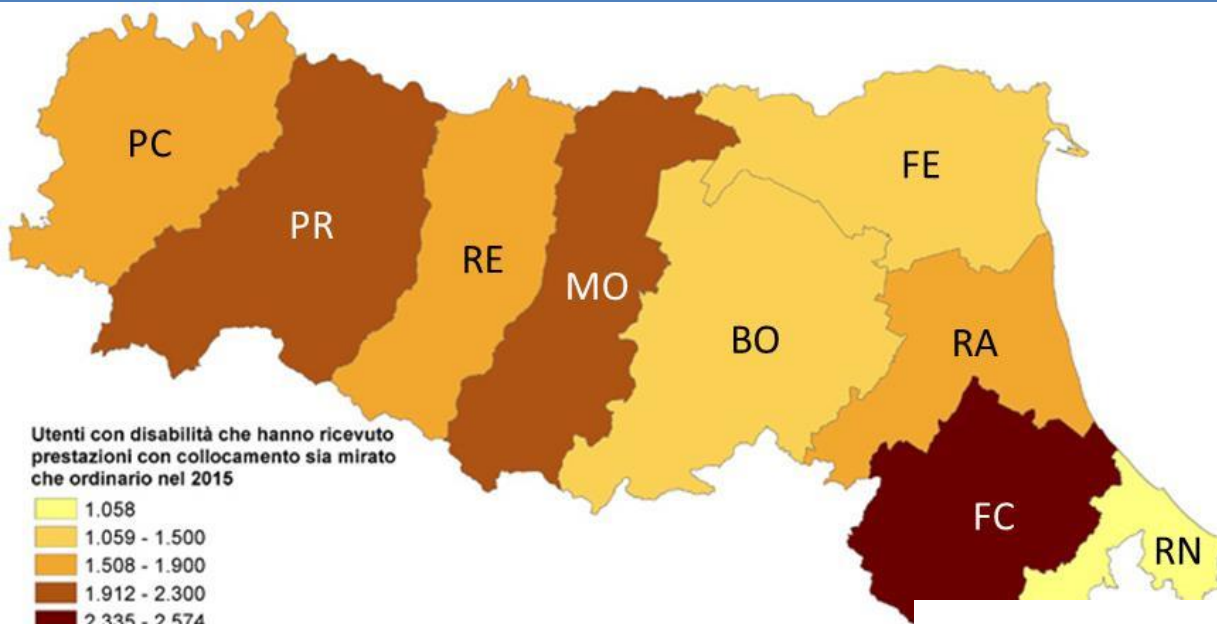 PC
PR
RE
MO
FE
BO
RA
FC
RN
Utenti con disabilità che hanno ricevuto
prestazioni con collocamento sia mirato
che ordinario nel 2015
1.058
1.059 - 1.500
1.508 - 1.900
1.912 - 2.300
2.335 - 2.574